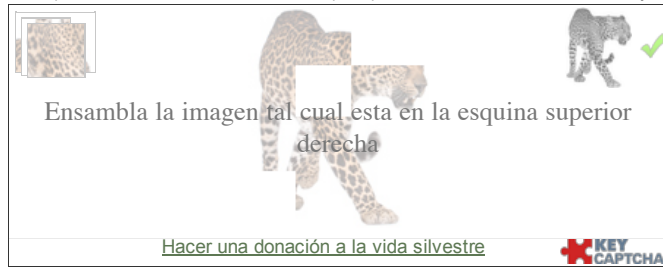 Ensambla la imagen tal cual esta en la esquina superior
derecha
Hacer una donación a la vida silvestre
KEY
CAPTCHA